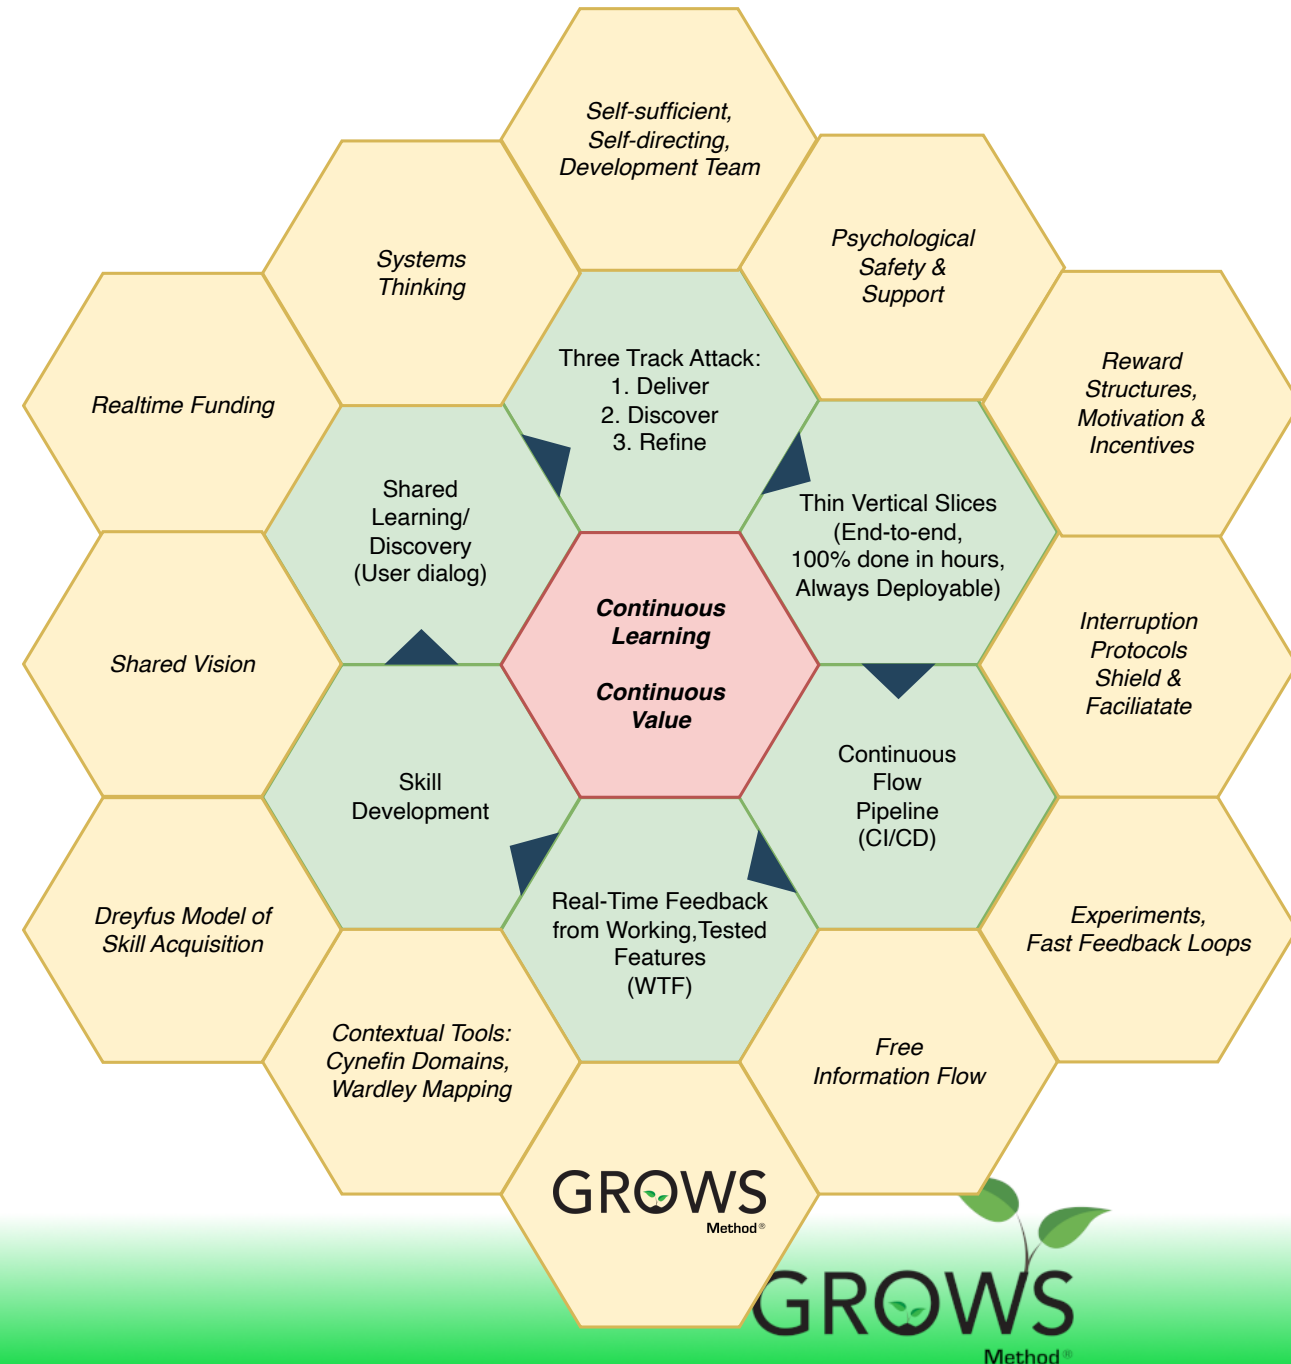 Self-sufficient,
Self-directing,
Development Team
Systems
Thinking
Psychological
Safety &
Support
Realtime Funding
Three Track Attack:
1. Deliver
2. Discover
3. Refine
Reward
Structures,
Motivation &
Incentives
Shared
Learning/
Discovery
(User dialog)
Thin Vertical Slices
(End-to-end,
100% done in hours,
Always Deployable)
Continuous
Learning
Continuous
Value
Shared Vision
Interruption
Protocols
Shield &
Faciliatate
Skill
Development
Continuous
Flow
Pipeline
(CI/CD)
Dreyfus Model of
Skill Acquisition
Real-Time Feedback
from Working,Tested
Features
(WTF)
Experiments,
Fast Feedback Loops
Contextual Tools:
Cynefin Domains,
Wardley Mapping
Free
Information Flow
GROWS
Method®
GROWS
Method®